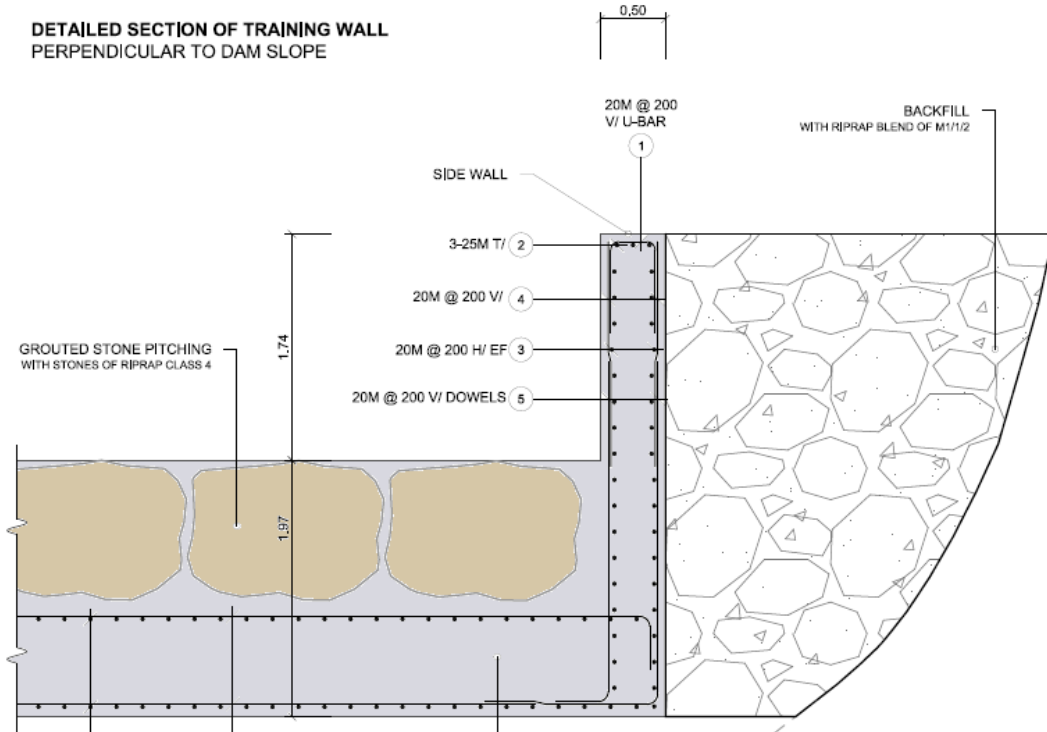 DETAILED SECTION OF TRAINING WALL
PERPENDICULAR TO DAM SLOPE
0,50
20M @ 200
V/ U-BAR
1
BACKFILL
WITH RIPRAP BLEND OF M1/1/2
SIDE WALL
3-25M T/ 2
20M @ 200 V/ 4
20M @ 200 H/ EF 3
20M @ 200 V/ DOWELS 5
1.74
GROUTED STONE PITCHING
WITH STONES OF RIPRAP CLASS 4
1.97